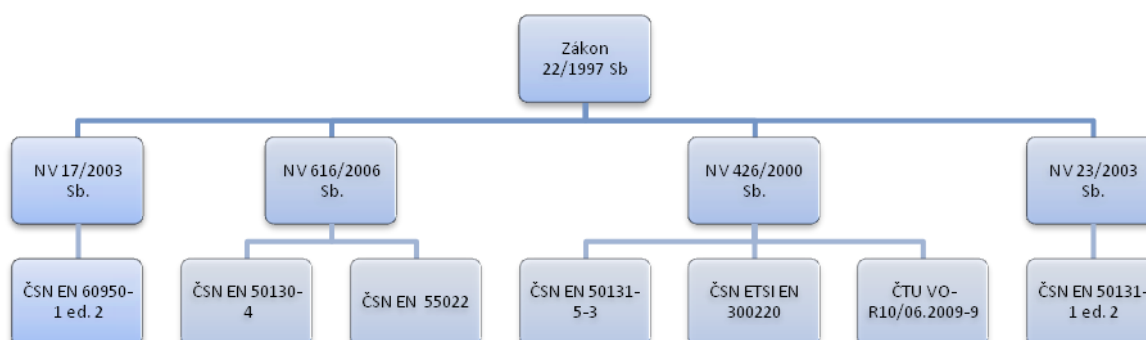 Zákon
22/1997 Sb
NV 17/2003
Sb.
NV 616/2006
Sb.
NV 426/2000
Sb.
NV 23/2003
Sb.
ČSN EN 60950-
1 ed. 2
ČSN EN 50130-
4
ČSN EN 55022
ČSN EN 50131-
5-3
ČSN ETSI EN
300220
ČTU VO-
R10/06.2009-9
ČSN EN 50131-
1 ed. 2